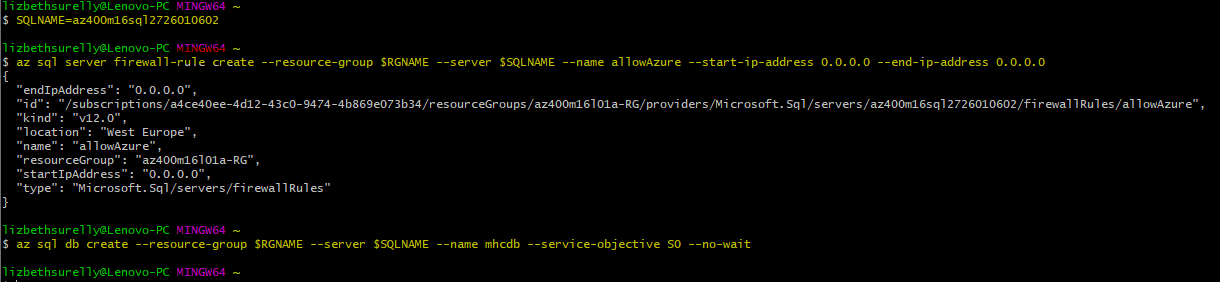 lizbethsurelly@Lenovo-PC MINGW64 ~
$ SQLNAME=az400m16sql2726010602
lizbethsurelly@Lenovo-PC MINGW64 ~
$ az sql server firewall-rule create --resource-group $RGNAME --server $SQLNAME --name allowAzure --start-ip-address 0.0.0.0 --end-ip-address 0.0.0.0
{
  "endIpAddress": "0.0.0.0",
  "id": "/subscriptions/a4ce40ee-4d12-43c0-9474-4b869e073b34/resourceGroups/az400m16l01a-RG/providers/Microsoft.Sql/servers/az400m16sql2726010602/firewallRules/allowAzure",
  "kind": "v12.0",
  "location": "West Europe",
  "name": "allowAzure",
  "resourceGroup": "az400m16l01a-RG",
  "startIpAddress": "0.0.0.0",
  "type": "Microsoft.Sql/servers/firewallRules"
}
lizbethsurelly@Lenovo-PC MINGW64 ~
$ az sql db create --resource-group $RGNAME --server $SQLNAME --name mhcdb --service-objective S0 --no-wait
lizbethsurelly@Lenovo-PC MINGW64 ~